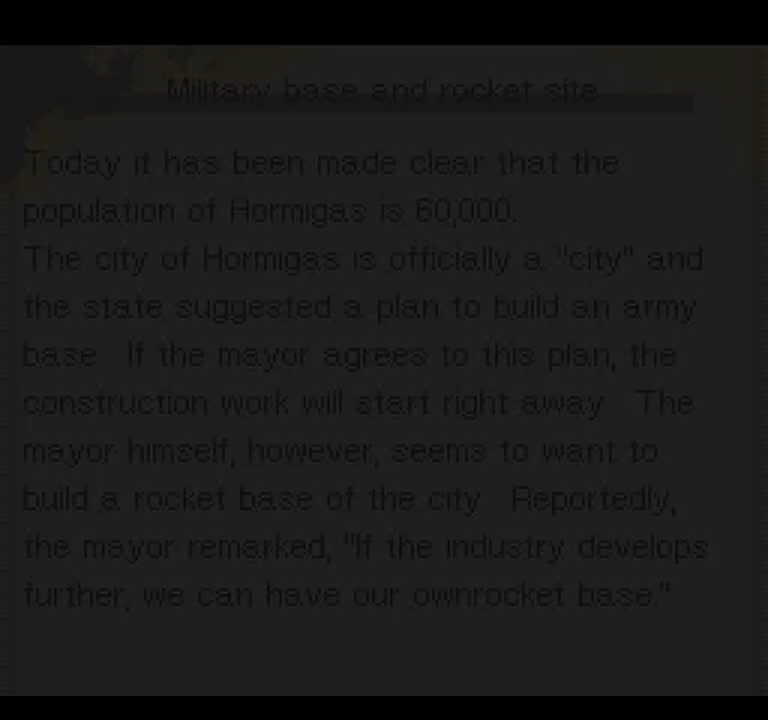 Military base and rocket site
Today it has been made clear that the
population of Hormigas is 60,000.
The city of Hormigas is officially a "city" and
the state suggested a plan to build an army
base. If the mayor agrees to this plan, the
construction work will start right away. The
mayor himself, however, seems to want to
build a rocket base of the city. Reportedly,
the mayor remarked, "If the industry develops
further, we can have our ownrocket base."